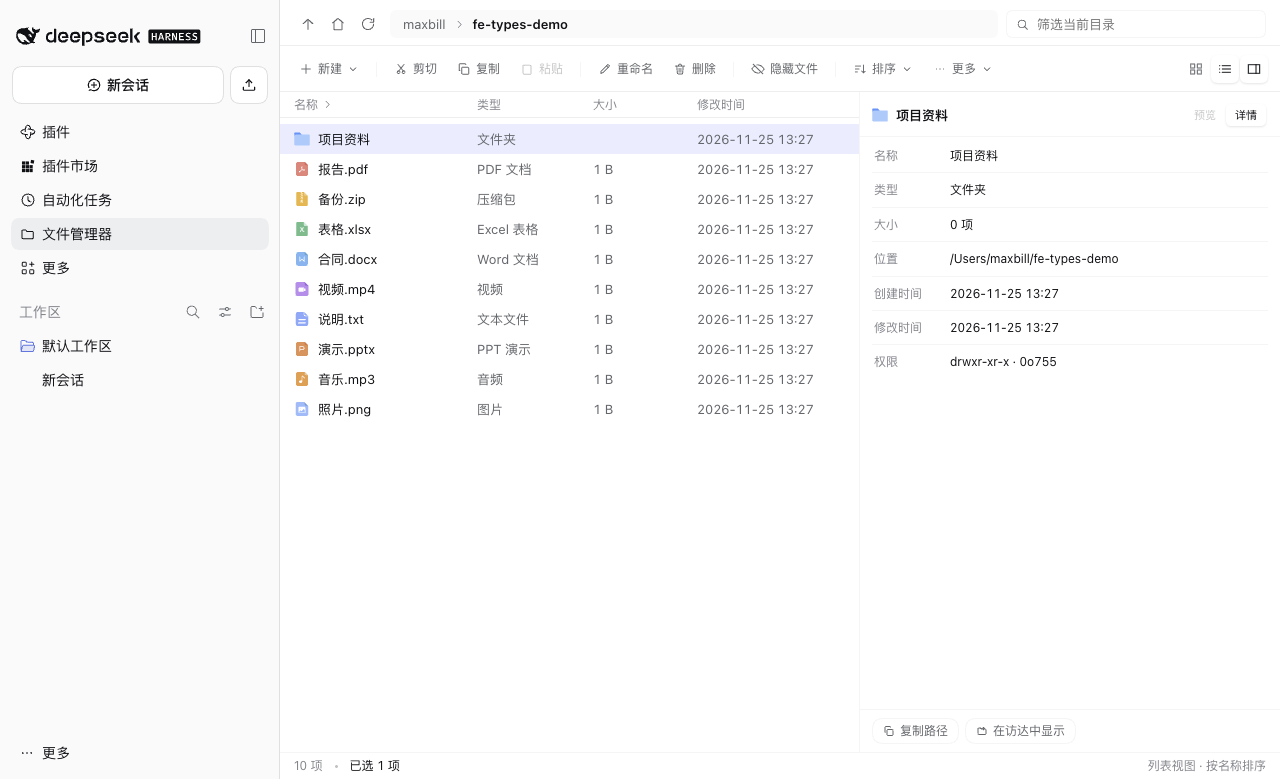 deepseek HARNESS
新会话
插件
插件市场
自动化任务
文件管理器
更多
工作区
默认工作区
新会话
更多
maxbill fe-types-demo
筛选当前目录
新建 剪切 复制 粘贴 重命名 删除 隐藏文件 排序 更多
名称 类型 大小 修改时间
项目资料 文件夹 2026-11-25 13:27
报告.pdf PDF 文档 1 B 2026-11-25 13:27
备份.zip 压缩包 1 B 2026-11-25 13:27
表格.xlsx Excel 表格 1 B 2026-11-25 13:27
合同.docx Word 文档 1 B 2026-11-25 13:27
视频.mp4 视频 1 B 2026-11-25 13:27
说明.txt 文本文件 1 B 2026-11-25 13:27
演示.pptx PPT 演示 1 B 2026-11-25 13:27
音乐.mp3 音频 1 B 2026-11-25 13:27
照片.png 图片 1 B 2026-11-25 13:27
项目资料 预览 详情
名称 项目资料
类型 文件夹
大小 0 项
位置 /Users/maxbill/fe-types-demo
创建时间 2026-11-25 13:27
修改时间 2026-11-25 13:27
权限 drwxr-xr-x · 0o755
复制路径 在访达中显示
10 项 • 已选 1 项
列表视图 · 按名称排序